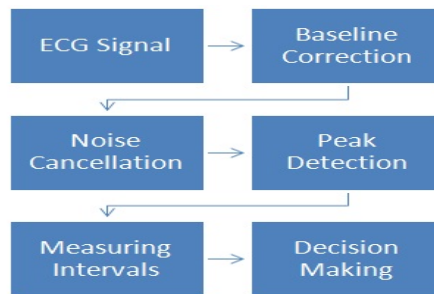 ECG Signal
Baseline
Correction
Noise
Cancellation
Peak
Detection
Measuring
Intervals
Decision
Making